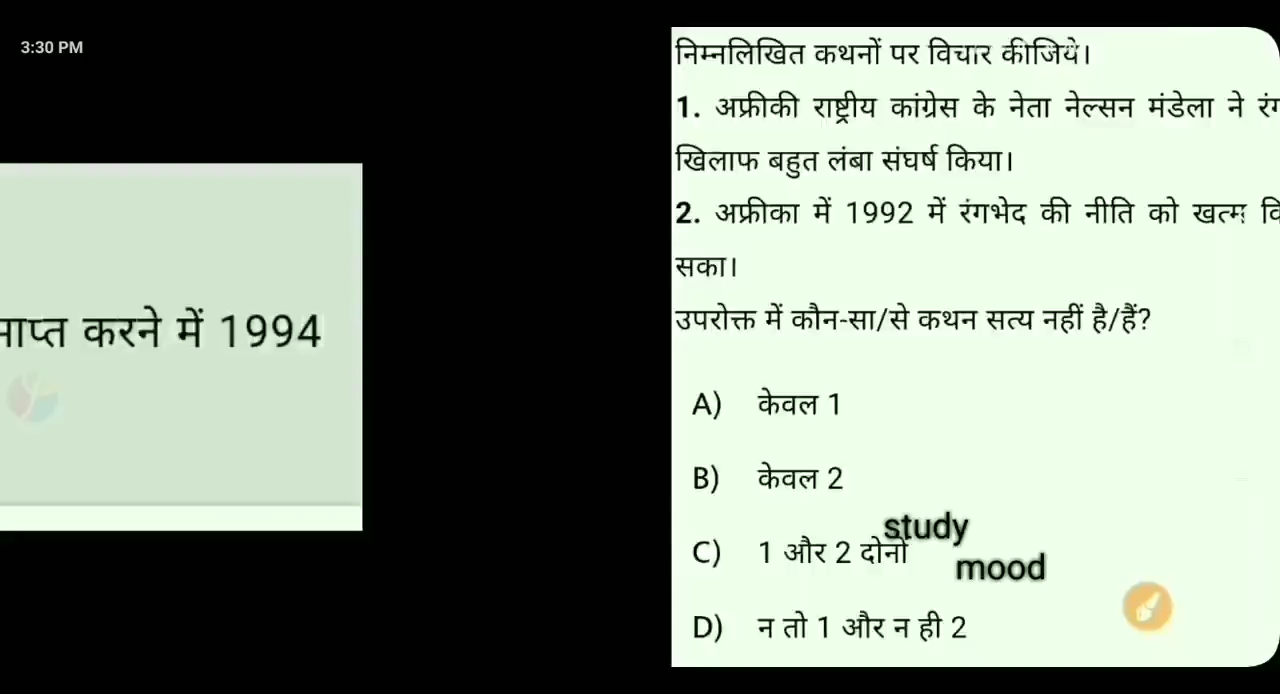 3:30 PM
करने में 1994
निम्नलिखित कथनों पर विचार कीजिये।
1. अफ्रीकी राष्ट्रीय कांग्रेस के नेता नेल्सन मंडेला ने
खिलाफ बहुत लंबा संघर्ष किया।
2. अफ्रीका में 1992 में रंगभेद की नीति को खत्म
सका।
उपरोक्त में कौन-सा/से कथन सत्य नहीं है/हैं?
A) केवल 1
B) केवल 2
study
C) 1 और 2 दोनों
mood
D) न तो 1 और न ही 2